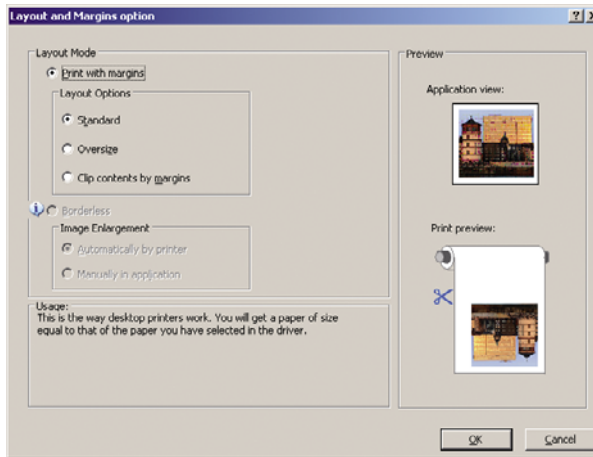 Layout and Margins option
Layout Mode
Print with margins
Layout Options
Standard
Oversize
Clip contents by margins
Borderless
Image Enlargement
Automatically by printer
Manually in application
Usage:
This is the way desktop printers work. You will get a paper of size
equal to that of the paper you have selected in the driver.
Preview
Application view:
Print preview:
OK
Cancel